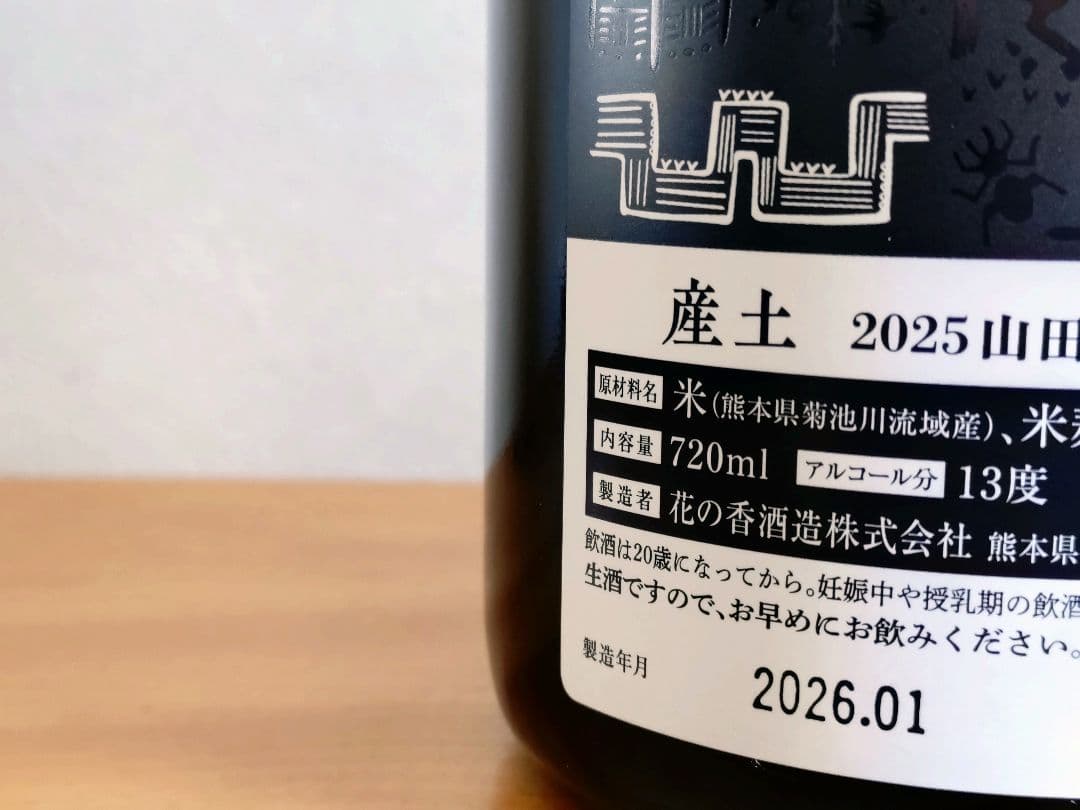 産土 2025山田
原材料名 米(熊本県菊池川流域産)、米
内容量 720ml アルコール分 13度
製造者 花の香酒造株式会社 熊本県
飲酒は20歳になってから。妊娠中や授乳期の飲酒
生酒ですので、お早めにお飲みください。
製造年月 2026.01